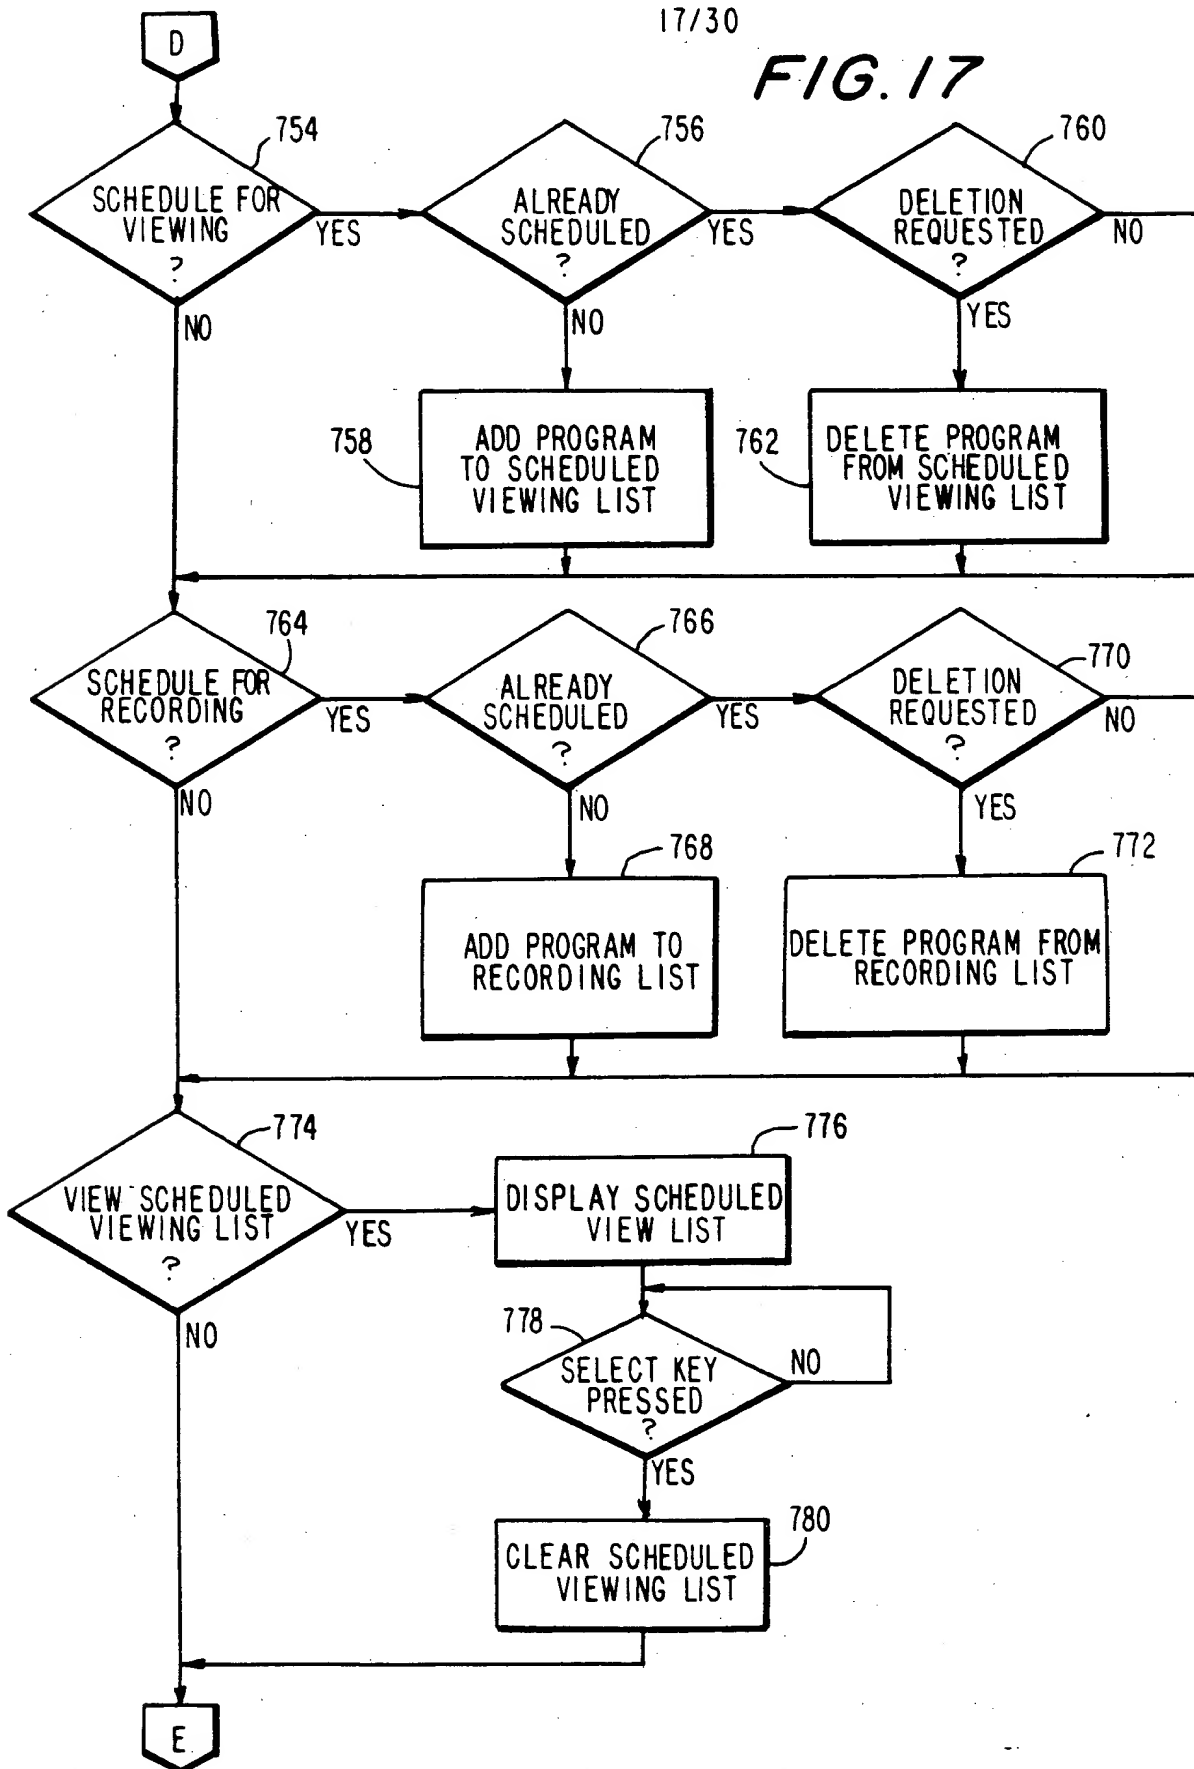 17/30
FIG. 17
D
754
SCHEDULE FOR
VIEWING
?
YES
NO
756
ALREADY
SCHEDULED
?
YES
NO
760
DELETION
REQUESTED
?
NO
YES
758
ADD PROGRAM
TO SCHEDULED
VIEWING LIST
762
DELETE PROGRAM
FROM SCHEDULED
VIEWING LIST
764
SCHEDULE FOR
RECORDING
?
YES
NO
766
ALREADY
SCHEDULED
?
YES
NO
770
DELETION
REQUESTED
?
NO
YES
768
ADD PROGRAM TO
RECORDING LIST
772
DELETE PROGRAM FROM
RECORDING LIST
774
VIEW SCHEDULED
VIEWING LIST
?
YES
NO
776
DISPLAY SCHEDULED
VIEW LIST
778
SELECT KEY
PRESSED
?
NO
YES
780
CLEAR SCHEDULED
VIEWING LIST
E